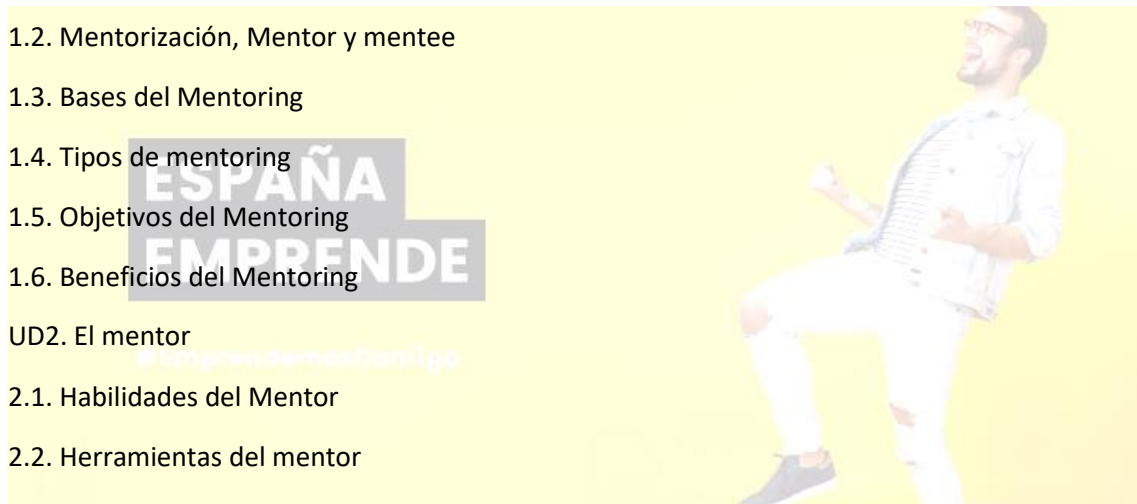 1.2. Mentorización, Mentor y mentee
1.3. Bases del Mentoring
1.4. Tipos de mentoring
ESPAÑA
1.5. Objetivos del Mentoring
EMPRENDE
1.6. Beneficios del Mentoring
UD2. El mentor
#EmprendemosContigo
2.1. Habilidades del Mentor
2.2. Herramientas del mentor